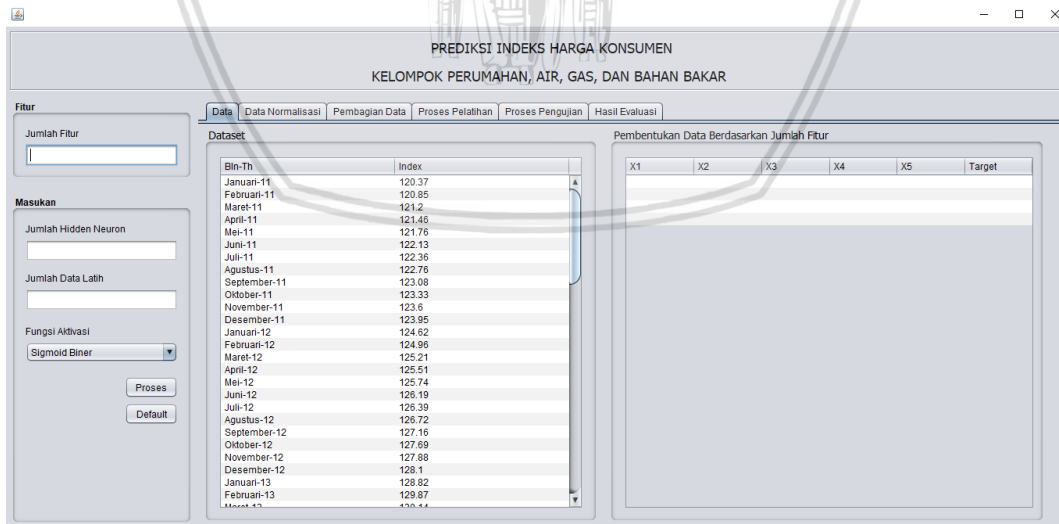 PREDIKSI INDEKS HARGA KONSUMEN
KELOMPOK PERUMAHAN, AIR, GAS, DAN BAHAN BAKAR
Fitur
Jumlah Fitur
Masukan
Jumlah Hidden Neuron
Jumlah Data Latih
Fungsi Aktivasi
Sigmoid Biner
Proses
Default
Data Data Normalisasi Pembagian Data Proses Pelatihan Proses Pengujian Hasil Evaluasi
Dataset
Bln-Th Index
Januari-11 120.37
Februari-11 120.85
Maret-11 121.2
April-11 121.46
Mei-11 121.76
Juni-11 122.13
Juli-11 122.36
Agustus-11 122.76
September-11 123.08
Oktober-11 123.33
November-11 123.6
Desember-11 123.95
Januari-12 124.62
Februari-12 124.96
Maret-12 125.21
April-12 125.51
Mei-12 125.74
Juni-12 126.19
Juli-12 126.39
Agustus-12 126.72
September-12 127.16
Oktober-12 127.69
November-12 127.88
Desember-12 128.1
Januari-13 128.82
Februari-13 129.87
Pembentukan Data Berdasarkan Jumlah Fitur
X1 X2 X3 X4 X5 Target